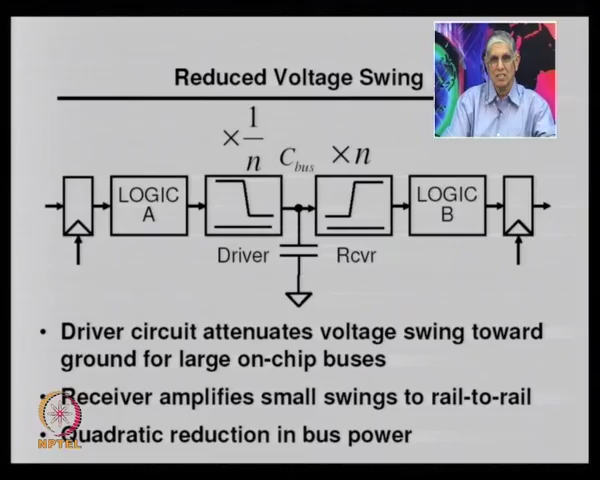 Reduced Voltage Swing
× 1/n
C_bus
×n
LOGIC
A
LOGIC
B
Driver
Rcvr
• Driver circuit attenuates voltage swing toward
ground for large on-chip buses
• Receiver amplifies small swings to rail-to-rail
• Quadratic reduction in bus power
NPTEL